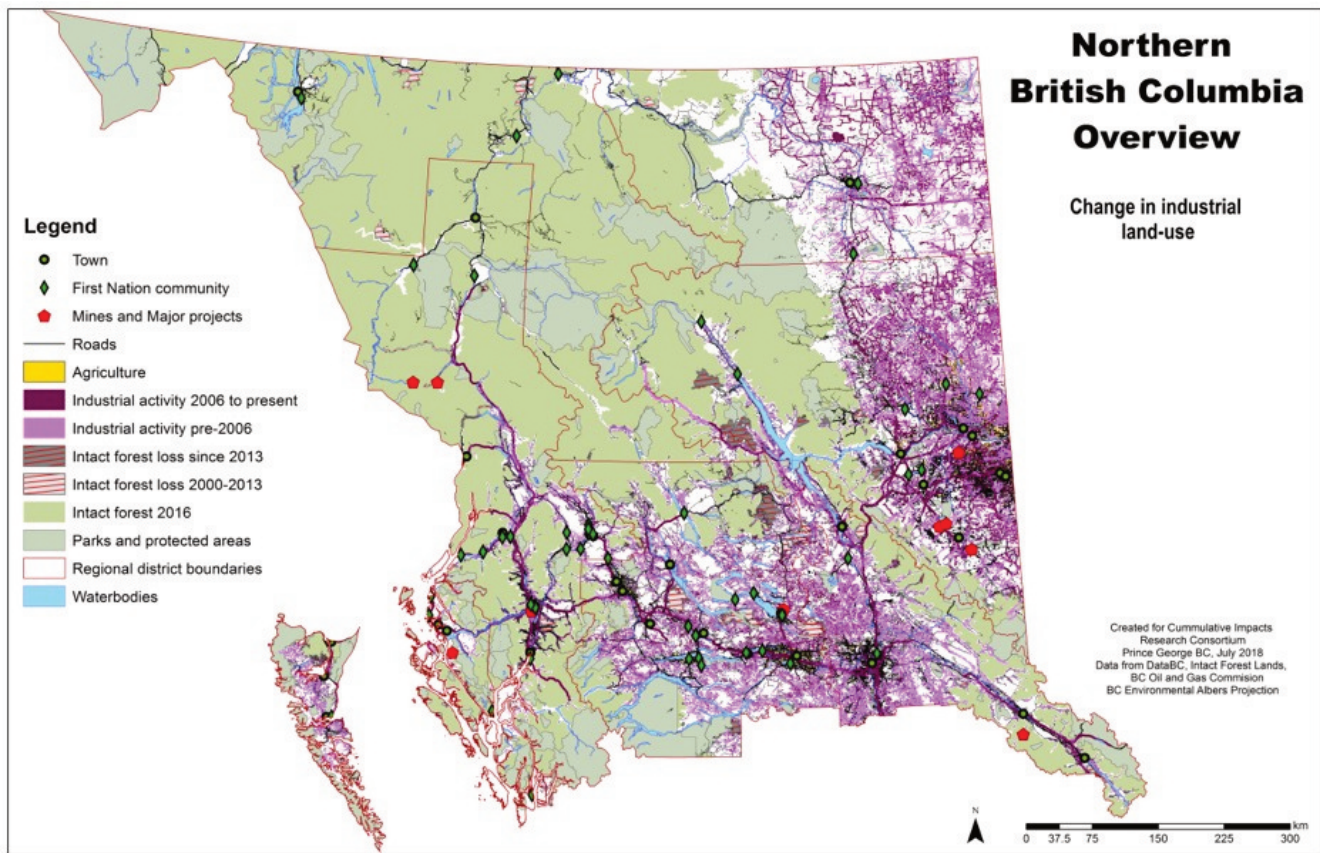 Northern
British Columbia
Overview
Change in industrial
land-use
Legend
Town
First Nation community
Mines and Major projects
Roads
Agriculture
Industrial activity 2006 to present
Industrial activity pre-2006
Intact forest loss since 2013
Intact forest loss 2000-2013
Intact forest 2016
Parks and protected areas
Regional district boundaries
Waterbodies
Created for Cummulative Impacts
Research Consortium
Prince George BC, July 2018
Data from DataBC, Intact Forest Lands,
BC Oil and Gas Commision
BC Environmental Albers Projection
N
km
0 37.5 75 150 225 300